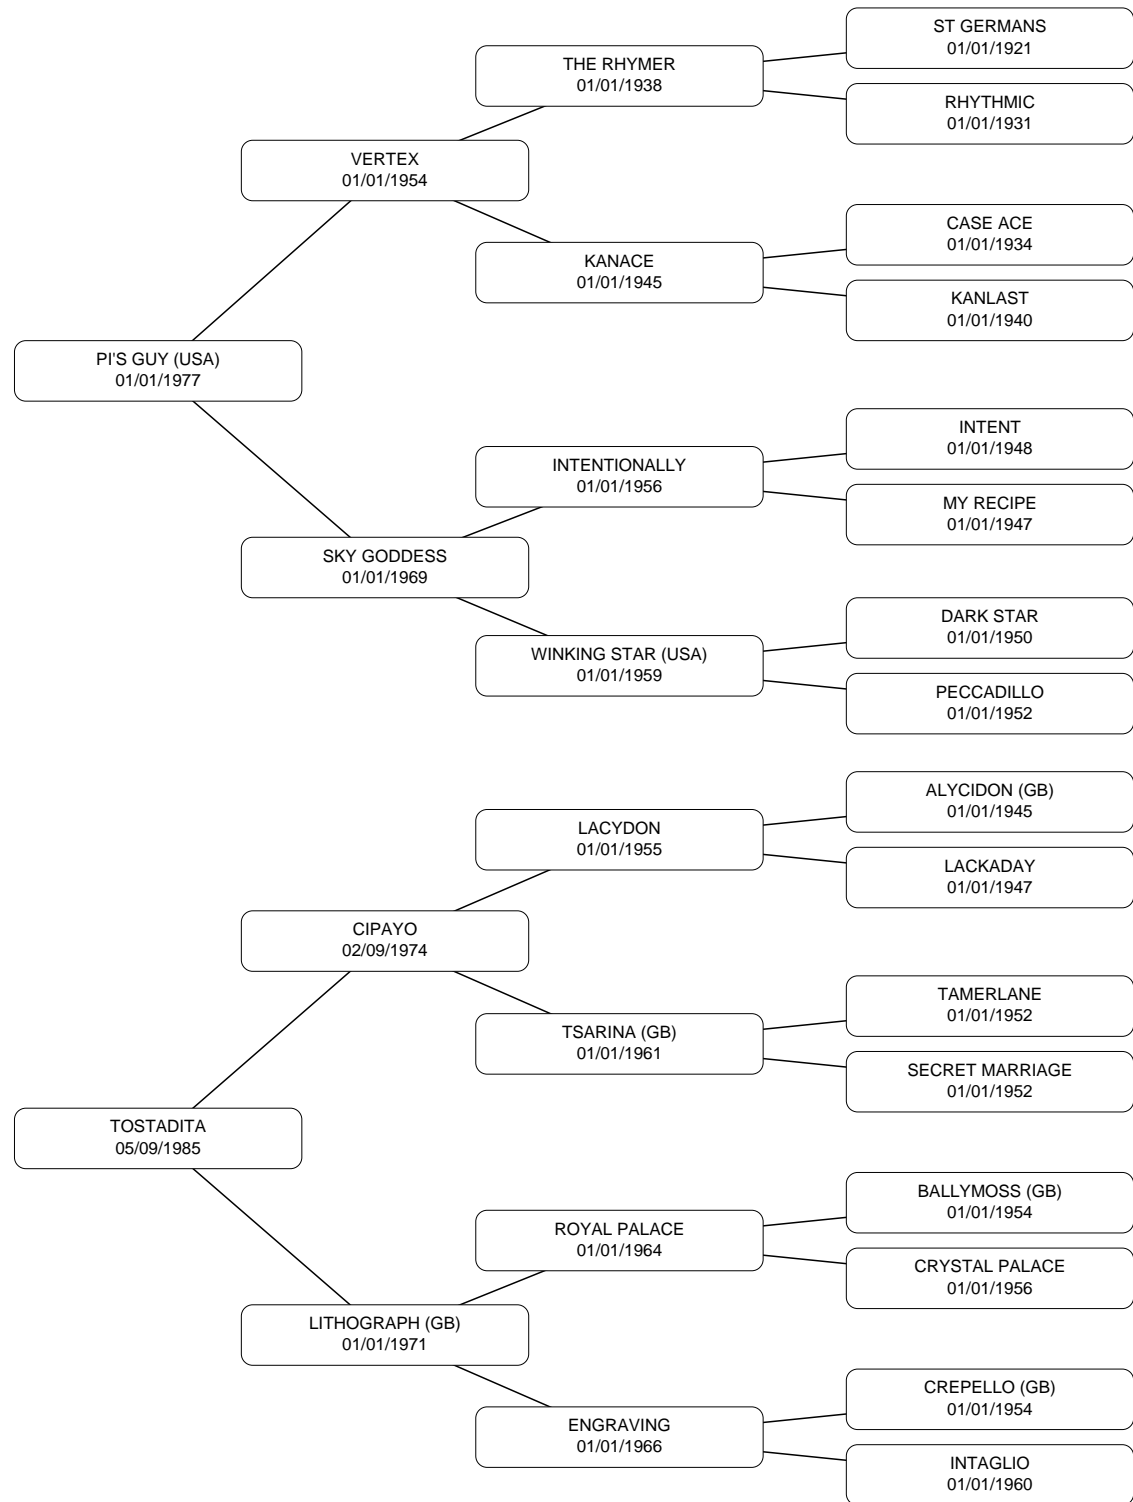 ST GERMANS
01/01/1921
THE RHYMER
01/01/1938
RHYTHMIC
01/01/1931
VERTEX
01/01/1954
CASE ACE
01/01/1934
KANACE
01/01/1945
KANLAST
01/01/1940
PI'S GUY (USA)
01/01/1977
INTENT
01/01/1948
INTENTIONALLY
01/01/1956
MY RECIPE
01/01/1947
SKY GODDESS
01/01/1969
DARK STAR
01/01/1950
WINKING STAR (USA)
01/01/1959
PECCADILLO
01/01/1952
ALYCIDON (GB)
01/01/1945
LACYDON
01/01/1955
LACKADAY
01/01/1947
CIPAYO
02/09/1974
TAMERLANE
01/01/1952
TSARINA (GB)
01/01/1961
SECRET MARRIAGE
01/01/1952
TOSTADITA
05/09/1985
BALLYMOSS (GB)
01/01/1954
ROYAL PALACE
01/01/1964
CRYSTAL PALACE
01/01/1956
LITHOGRAPH (GB)
01/01/1971
CREPELLO (GB)
01/01/1954
ENGRAVING
01/01/1966
INTAGLIO
01/01/1960